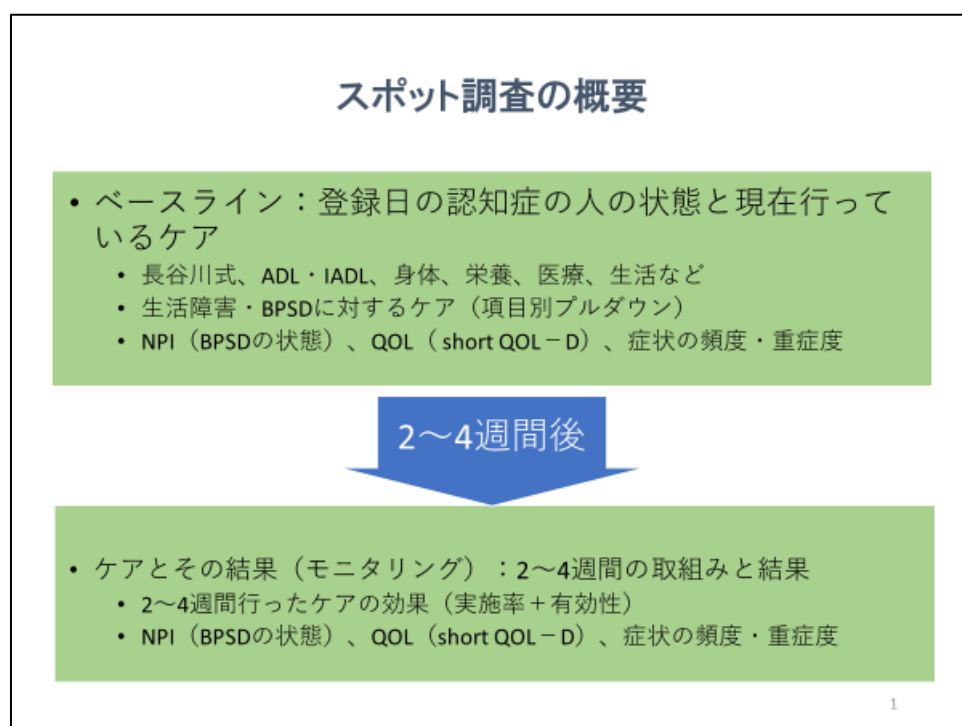 スポット調査の概要
• ベースライン：登録日の認知症の人の状態と現在行って
いるケア
• 長谷川式、ADL・IADL、身体、栄養、医療、生活など
• 生活障害・BPSDに対するケア（項目別プルダウン）
• NPI（BPSDの状態）、QOL（ short QOL－D）、症状の頻度・重症度
2～4週間後
• ケアとその結果（モニタリング）：2～4週間の取組みと結果
• 2～4週間行ったケアの効果（実施率＋有効性）
• NPI（BPSDの状態）、QOL（short QOL－D）、症状の頻度・重症度
1